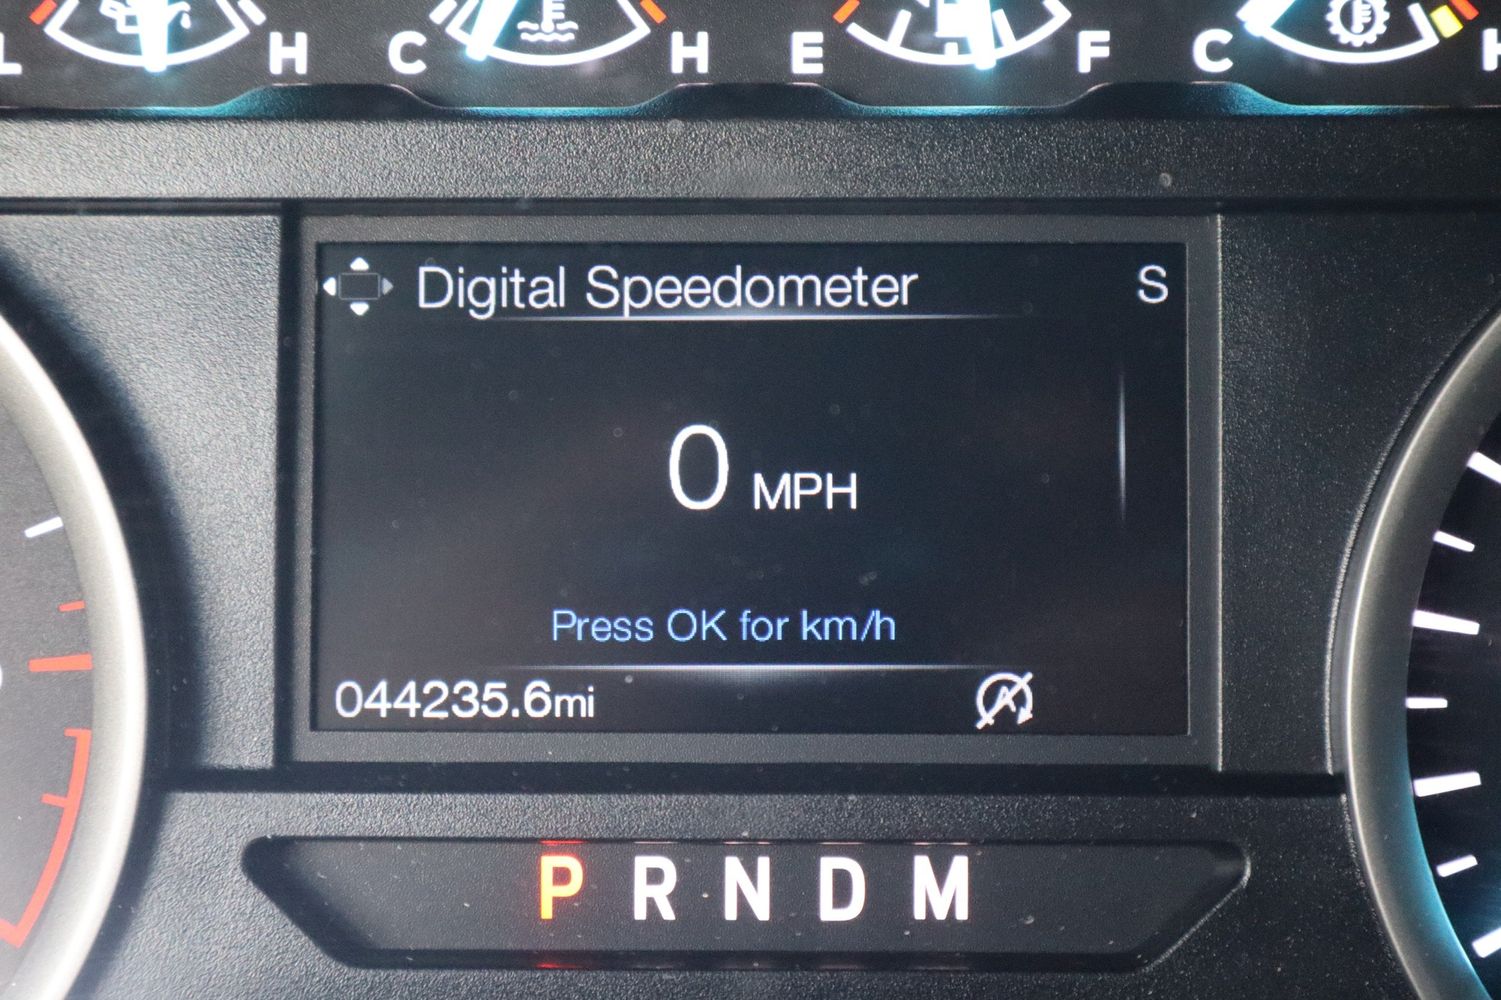 L H C H E F C H
Digital Speedometer S
0 MPH
Press OK for km/h
044235.6mi
P R N D M